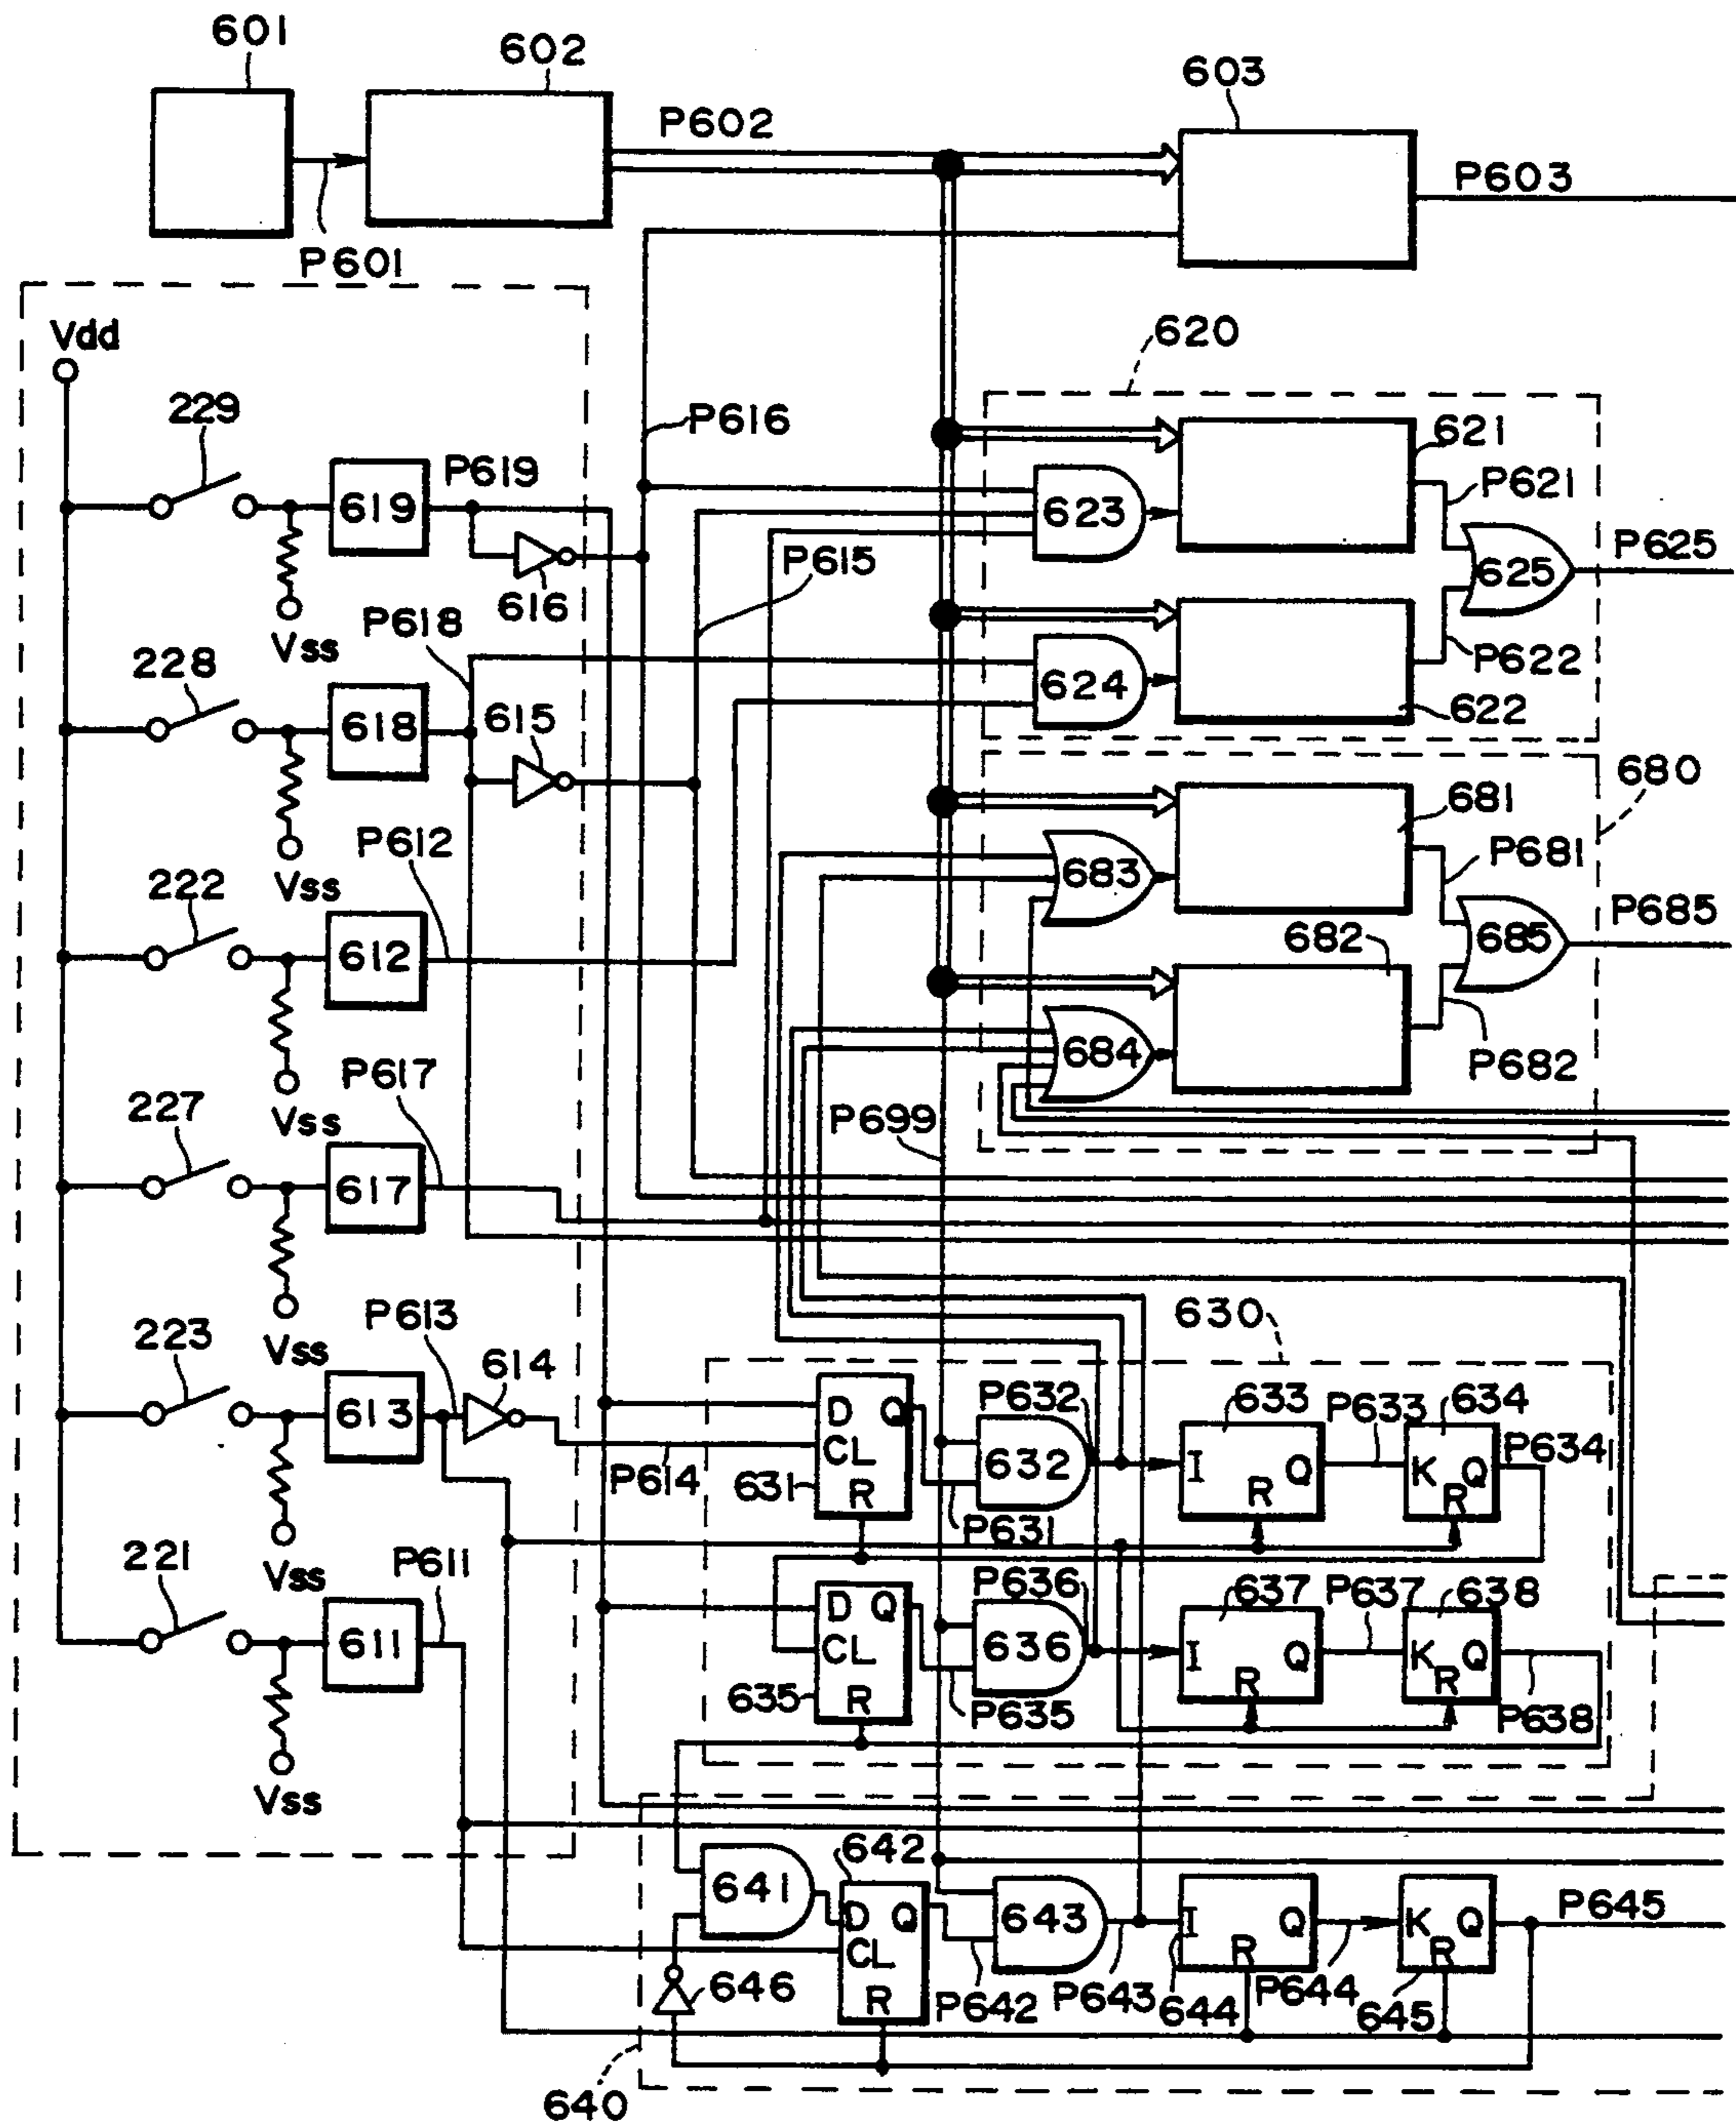 601
602
603
P602
P603
P601
620
Vdd
229
P616
621
P619
P621
619
623
P615
P625
625
616
P618
Vss
P622
228
624
615
622
618
680
681
P612
P681
222
Vss
683
P685
682
685
612
684
P617
P682
227
Vss
P699
617
P613
630
223
Vss
614
P632
633
P633
634
P634
613
D Q
CL
632
I
Q
K Q
P614
631
R
R
R
P631
221
Vss
P611
P636
637
P637
638
D Q
611
CL
636
I
Q
K Q
635
R
P635
R
R
P638
Vss
642
641
P645
D Q
643
I
Q
K Q
CL
R
R
646
R
P642
P643
644
P644
645
640